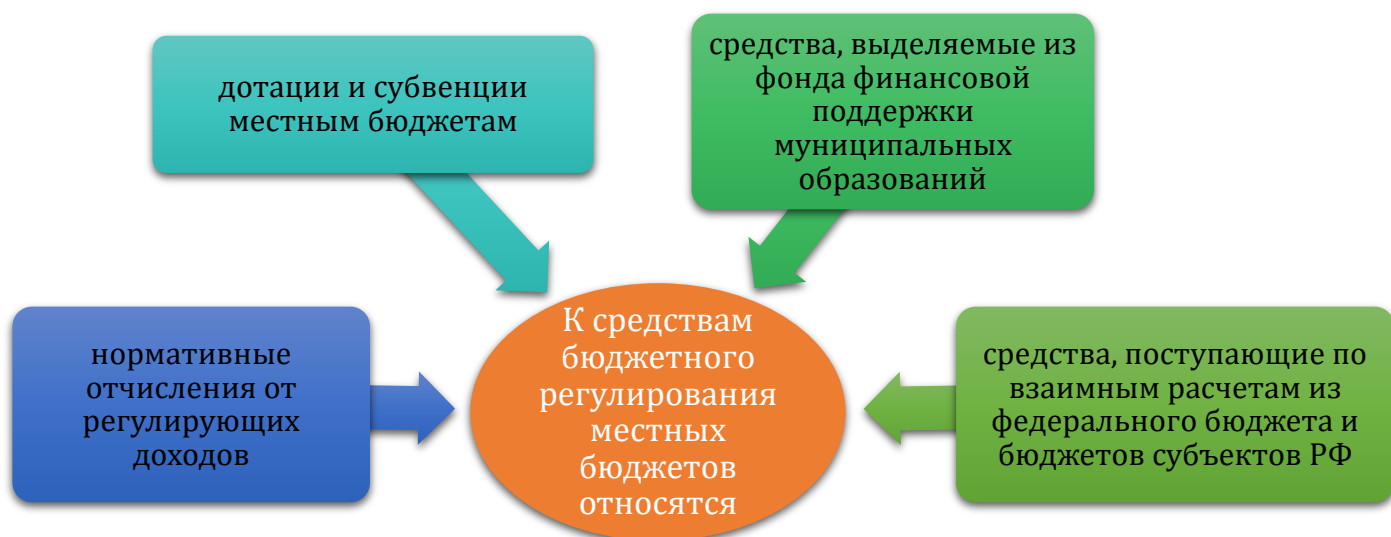 дотации и субвенции
местным бюджетам
средства, выделяемые из
фонда финансовой
поддержки
муниципальных
образований
нормативные
отчисления от
регулирующих
доходов
К средствам
бюджетного
регулирования
местных
бюджетов
относятся
средства, поступающие по
взаимным расчетам из
федерального бюджета и
бюджетов субъектов РФ